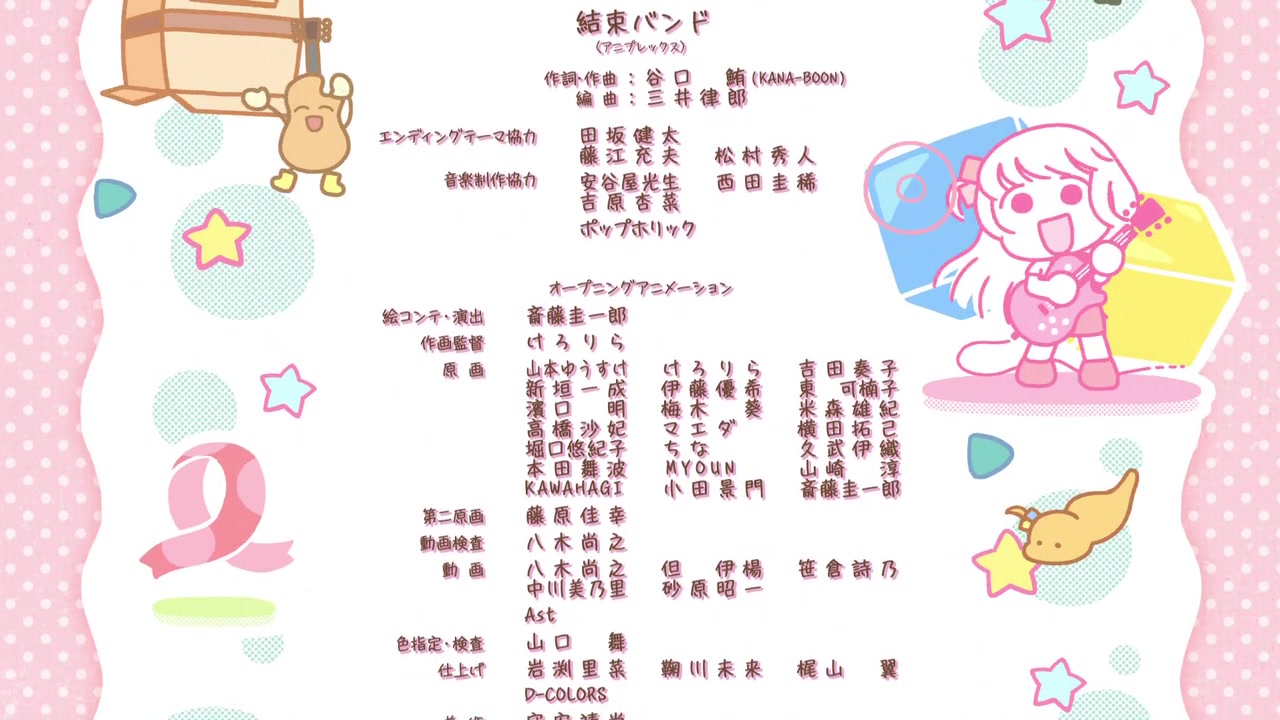 結束バンド
(アニプレックス)
作詞・作曲 : 谷口 鮪 (KANA-BOON)
編曲 : 三井律郎
エンディングテーマ協力 田坂健太
藤江充夫 松村秀人
音楽制作協力 安谷屋光生 西田圭稀
吉原杏菜
ポップホリック
オープニングアニメーション
絵コンテ・演出 斎藤圭一郎
作画監督 けろりら
原画 山本ゆうすけ けろりら 吉田奏子
新垣一成 伊藤優希 東 可楠子
濱口 明 梅木 葵 米森雄紀
高橋沙妃 マエダ 横田拓己
堀口悠紀子 ちな 久武伊織
本田舞波 MYOUN 山崎 淳
KAWAHAGI 小田景門 斎藤圭一郎
第二原画 藤原佳幸
動画検査 八木尚之
動画 八木尚之 但 伊楊 笹倉詩乃
中川美乃里 砂原昭一
Ast
色指定・検査 山口 舞
仕上げ 岩渕里菜 鞠川未来 梶山 翼
D-COLORS